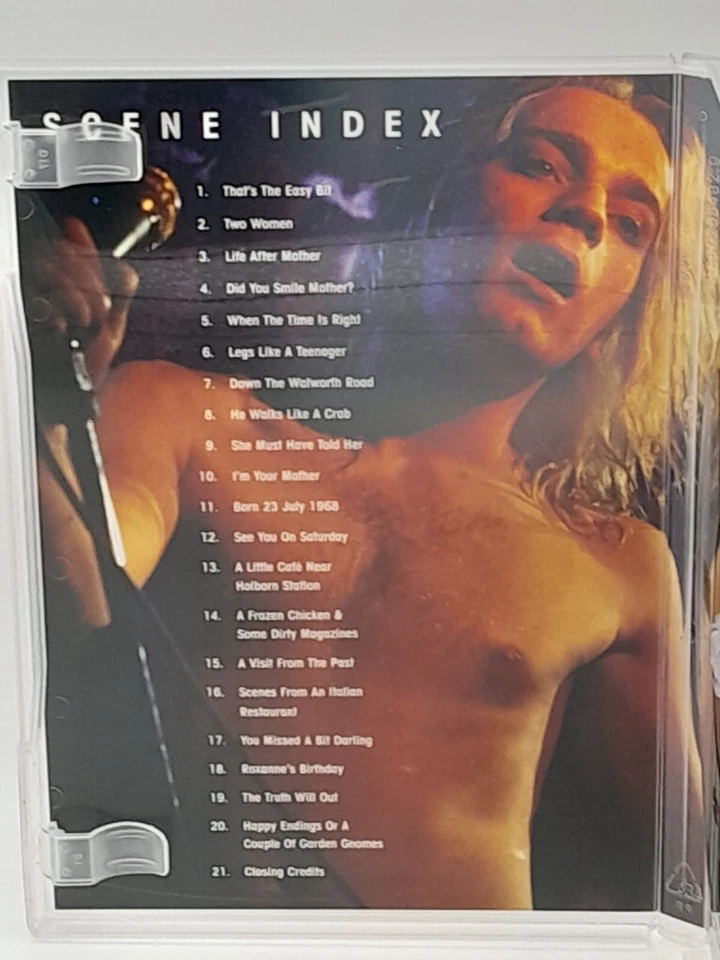 SCENE INDEX
1. That's The Easy Bit
2. Two Women
3. Life After Mother
4. Did You Smile Mother?
5. When The Time Is Right
6. Legs Like A Teenager
7. Down The Walworth Road
8. He Walks Like A Crab
9. She Must Have Told Her
10. I'm Your Mother
11. Born 23 July 1968
12. See You On Saturday
13. A Little Café Near
Holborn Station
14. A Frozen Chicken &
Some Dirty Magazines
15. A Visit From The Past
16. Scenes From An Italian
Restaurant
17. You Missed A Bit Darling
18. Roxanne's Birthday
19. The Truth Will Out
20. Happy Endings Or A
Couple Of Garden Gnomes
21. Closing Credits